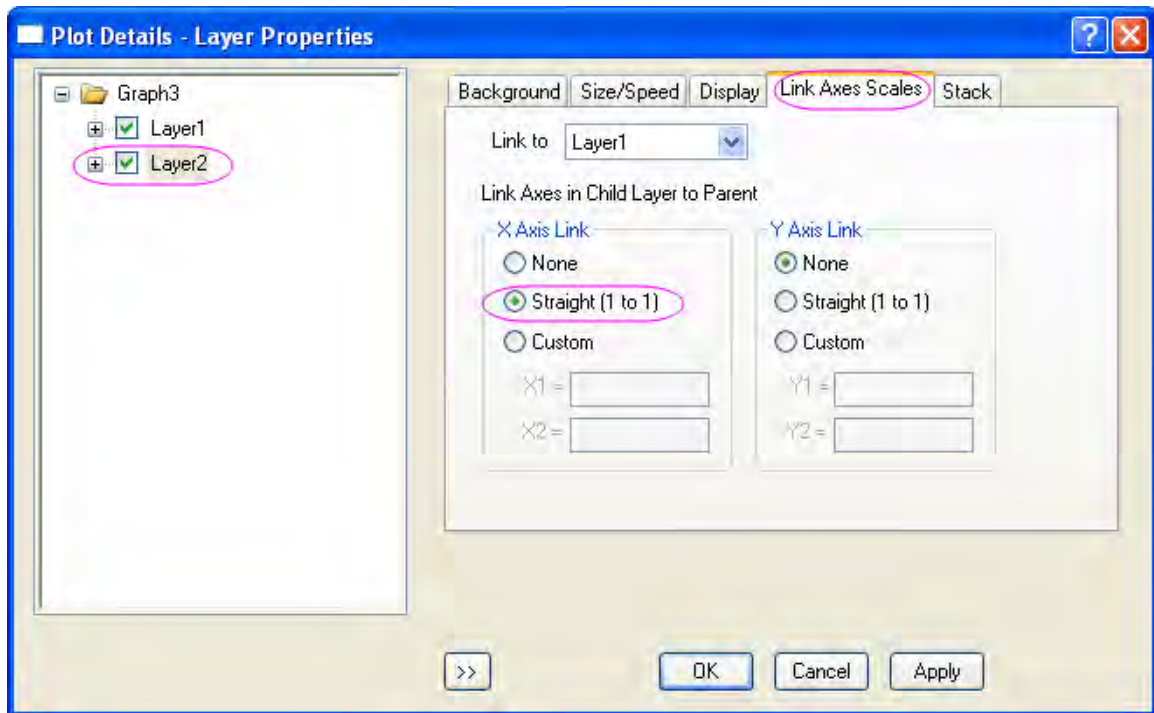 Plot Details - Layer Properties
Graph3
Layer1
Layer2
Background Size/Speed Display Link Axes Scales Stack
Link to Layer1
Link Axes in Child Layer to Parent
X Axis Link
None
Straight (1 to 1)
Custom
X1 =
X2 =
Y Axis Link
None
Straight (1 to 1)
Custom
Y1 =
Y2 =
>> OK Cancel Apply